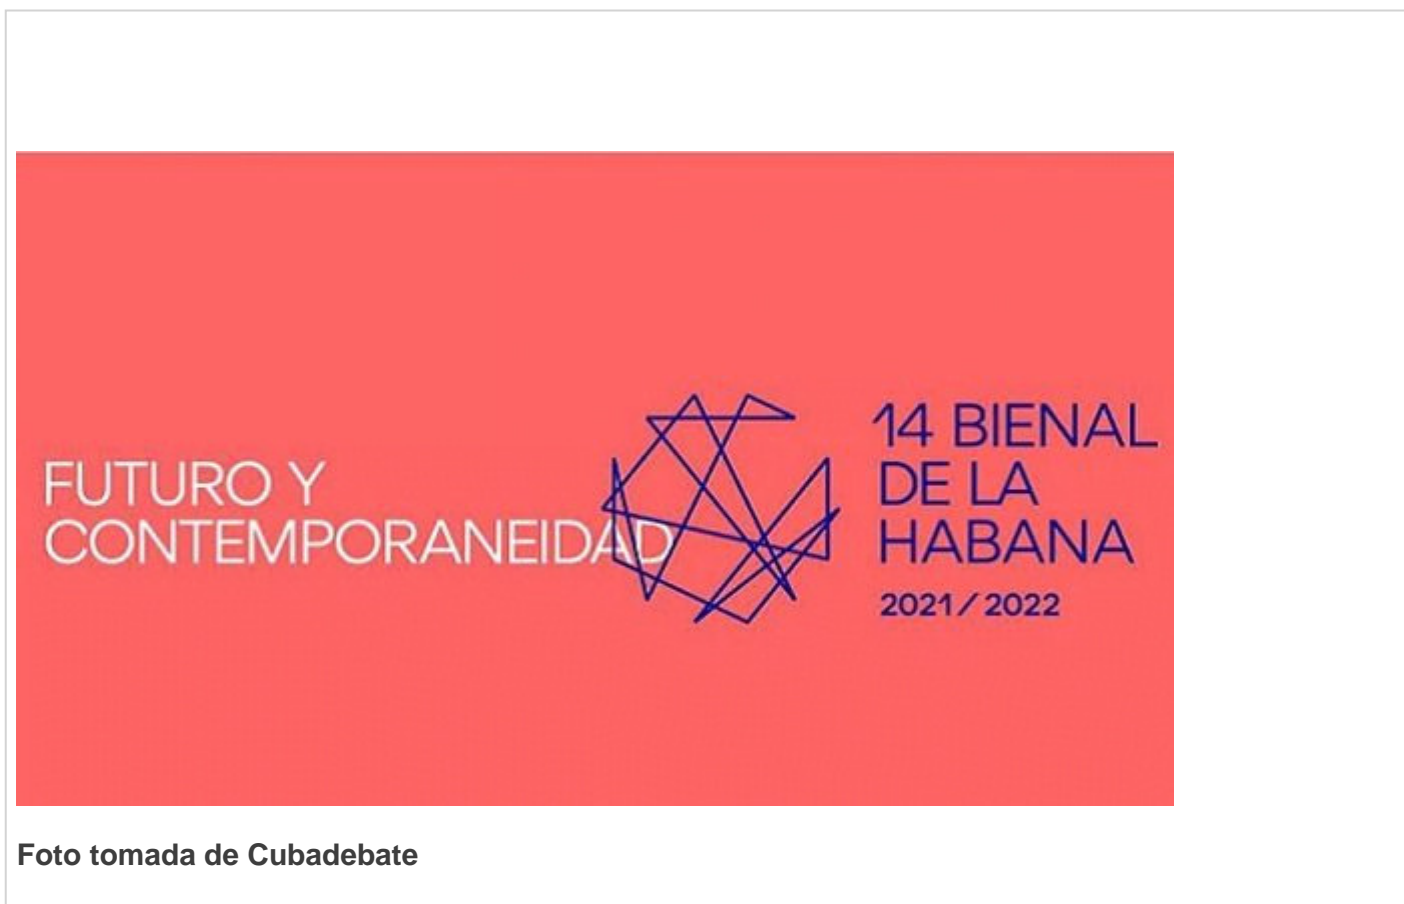 FUTURO Y
CONTEMPORANEIDAD
14 BIENAL
DE LA
HABANA
2021/2022
Foto tomada de Cubadebate